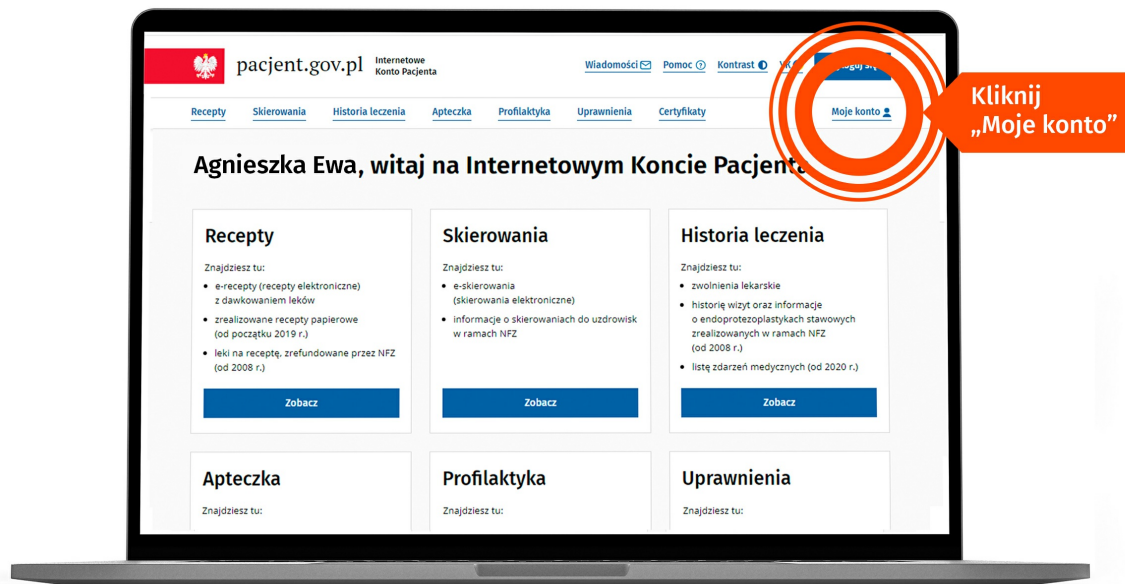 pacjent.gov.pl
Internetowe
Konto Pacjenta
Wiadomości
Pomoc
Kontrast
Recepty
Skierowania
Historia leczenia
Apteczka
Profilaktyka
Uprawnienia
Certyfikaty
Moje konto
Kliknij
„Moje konto”
Agnieszka Ewa, witaj na Internetowym Koncie Pacjenta
Recepty
Znajdziesz tu:
e-recepty (recepty elektroniczne)
z dawkowaniem leków
zrealizowane recepty papierowe
(od początku 2019 r.)
leki na receptę, zrefundowane przez NFZ
(od 2008 r.)
Zobacz
Skierowania
Znajdziesz tu:
e-skierowania
(skierowania elektroniczne)
informacje o skierowaniach do uzdrowisk
w ramach NFZ
Zobacz
Historia leczenia
Znajdziesz tu:
zwolnienia lekarskie
historię wizyt oraz informacje
o endoprotezoplastykach stawowych
zrealizowanych w ramach NFZ
(od 2008 r.)
listę zdarzeń medycznych (od 2020 r.)
Zobacz
Apteczka
Znajdziesz tu:
Profilaktyka
Znajdziesz tu:
Uprawnienia
Znajdziesz tu: